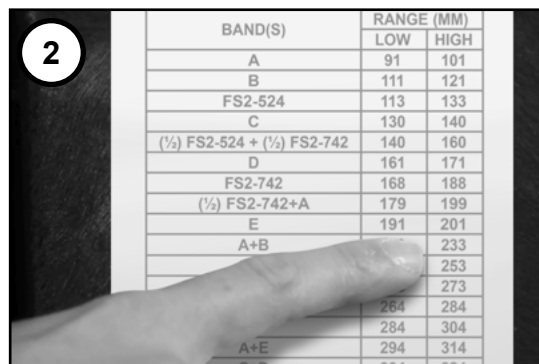 2
BAND(S) RANGE (MM)
LOW HIGH
A 91 101
B 111 121
FS2-524 113 133
C 130 140
(½) FS2-524 + (½) FS2-742 140 160
D 161 171
FS2-742 168 188
(½) FS2-742+A 179 199
E 191 201
A+B 233
253
273
264 284
284 304
A+E 294 314